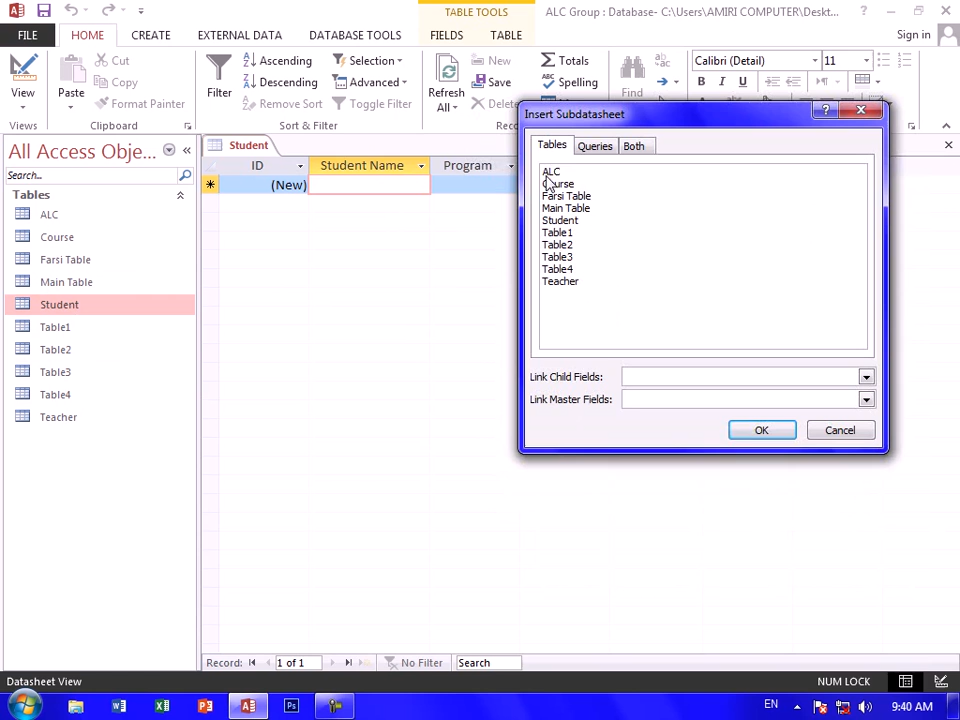 TABLE TOOLS
ALC Group : Database- C:\Users\AMIRI COMPUTER\Deskt...
FILE
HOME
CREATE
EXTERNAL DATA
DATABASE TOOLS
FIELDS
TABLE
Sign in
View
Views
Paste
Cut
Copy
Format Painter
Clipboard
Filter
Ascending
Descending
Remove Sort
Selection
Advanced
Toggle Filter
Sort & Filter
Refresh
All
New
Save
Delete
Totals
Spelling
Find
Calibri (Detail)
11
B I U
Insert Subdatasheet
Tables
Queries
Both
ALC
Course
Farsi Table
Main Table
Student
Table1
Table2
Table3
Table4
Teacher
Link Child Fields:
Link Master Fields:
OK
Cancel
All Access Obje...
Search...
Tables
ALC
Course
Farsi Table
Main Table
Student
Table1
Table2
Table3
Table4
Teacher
Student
ID
Student Name
Program
(New)
Record:
1 of 1
No Filter
Search
Datasheet View
NUM LOCK
EN
9:40 AM